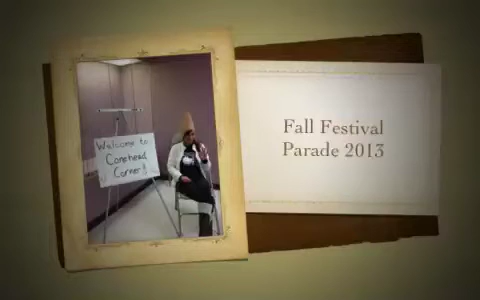 Welcome to
Conehead
Corner!
Fall Festival
Parade 2013